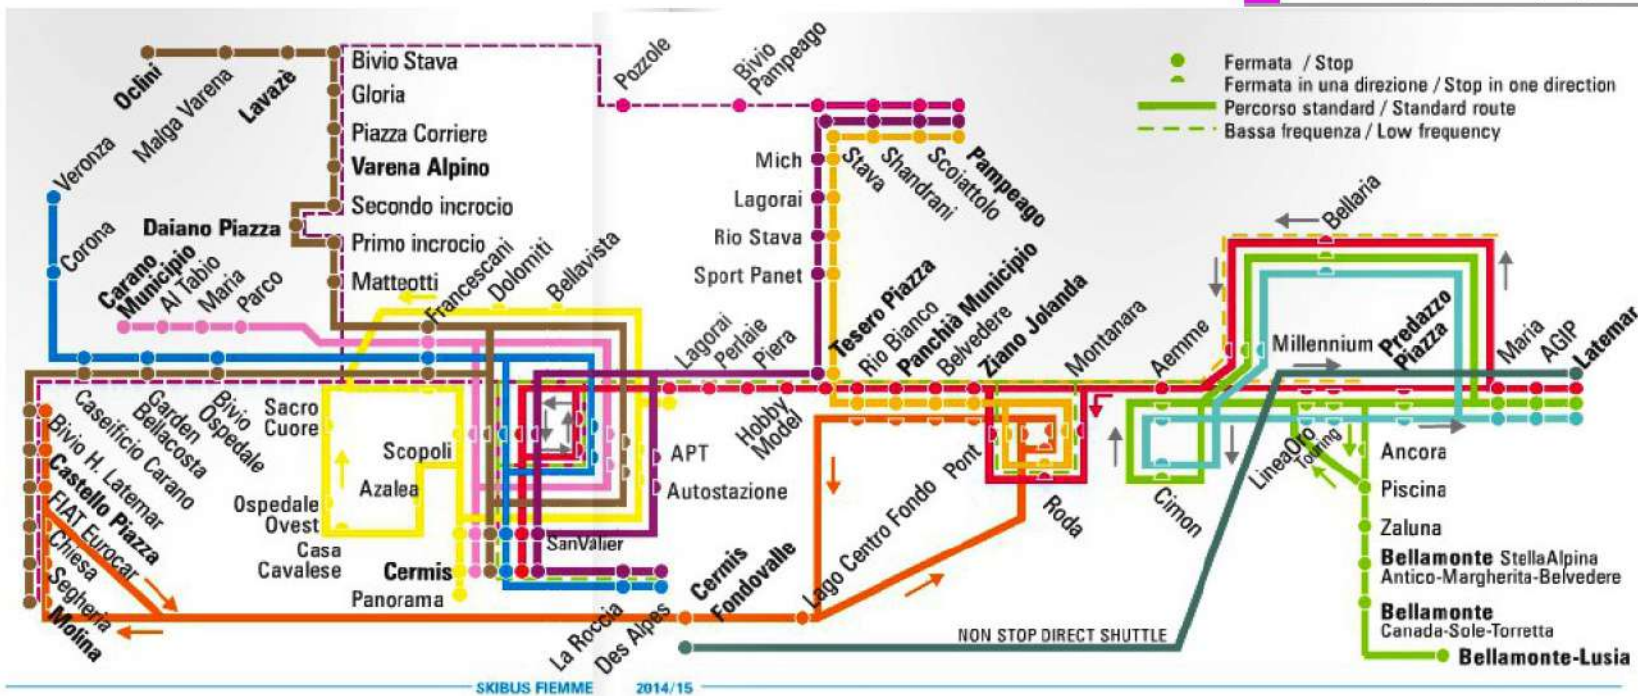 Oclini
Malga Varena
Lavazè
Bivio Stava
Gloria
Piazza Corriere
Varena Alpino
Secondo incrocio
Daiano Piazza
Primo incrocio
Matteotti
Veronza
Corona
Carano
Municipio
Al Tabio
Maria
Parco
Francescani
Dolomiti
Bellavista
Pozzole
Bivio
Pampeago
Mich
Lagorai
Rio Stava
Sport Panet
Stava
Shandrani
Scoiattolo
Pampeago
Fermata / Stop
Fermata in una direzione / Stop in one direction
Percorso standard / Standard route
Bassa frequenza / Low frequency
Bellaria
Lagorai
Perlaie
Piera
Hobby
Model
Tesero Piazza
Rio Bianco
Panchià Municipio
Belvedere
Ziano Jolanda
Montanara
Aemme
Millennium
Predazzo
Piazza
Maria
AGIP
Latemar
Caseificio Carano
Garden
Bellacosta
Bivio
Ospedale
Sacro
Cuore
Scopoli
Azalea
Ospedale
Ovest
Casa
Cavalese
Cermis
Panorama
APT
Autostazione
SanValier
La Roccia
Des Alpes
Cermis
Fondovalle
Lago Centro Fondo
Pont
Roda
Cimon
LineaOro
Touring
Ancora
Piscina
Zaluna
Bellamonte StellaAlpina
Antico-Margherita-Belvedere
Bellamonte
Canada-Sole-Torretta
Bellamonte-Lusia
Bivio H. Latemar
Castello Piazza
FIAT Eurocar
Chiesa
Segheria
Molina
NON STOP DIRECT SHUTTLE
SKIBUS FIEMME 2014/15